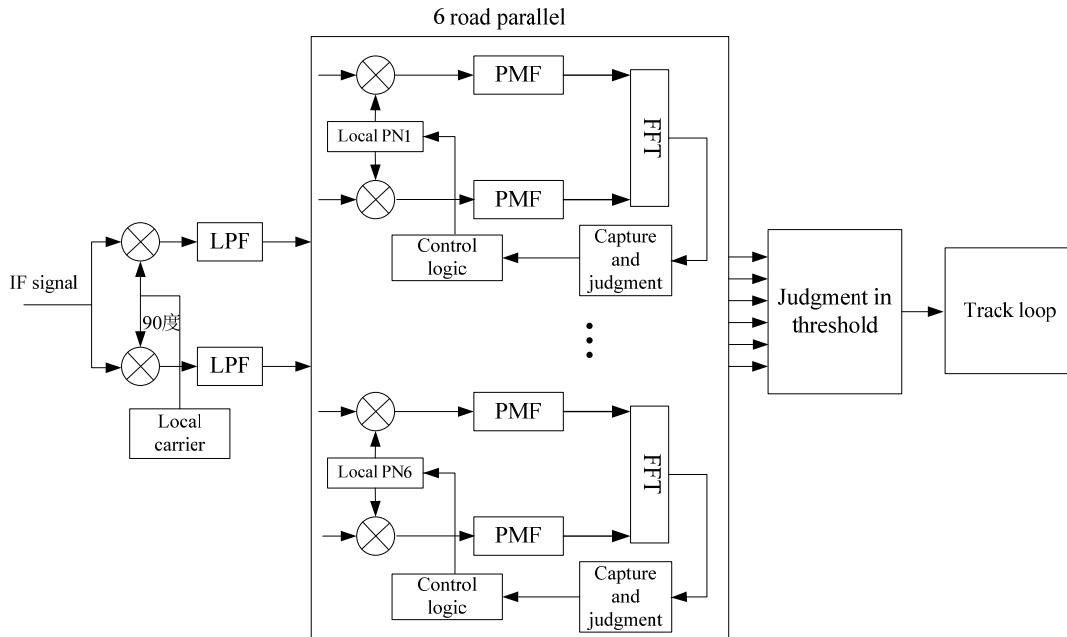 6 road parallel
PMF
Local PN1
FFT
PMF
LPF
Control
logic
Capture
and
judgment
IF signal
90度
Judgment in
threshold
Track loop
LPF
Local
carrier
PMF
Local PN6
FFT
PMF
Control
logic
Capture
and
judgment